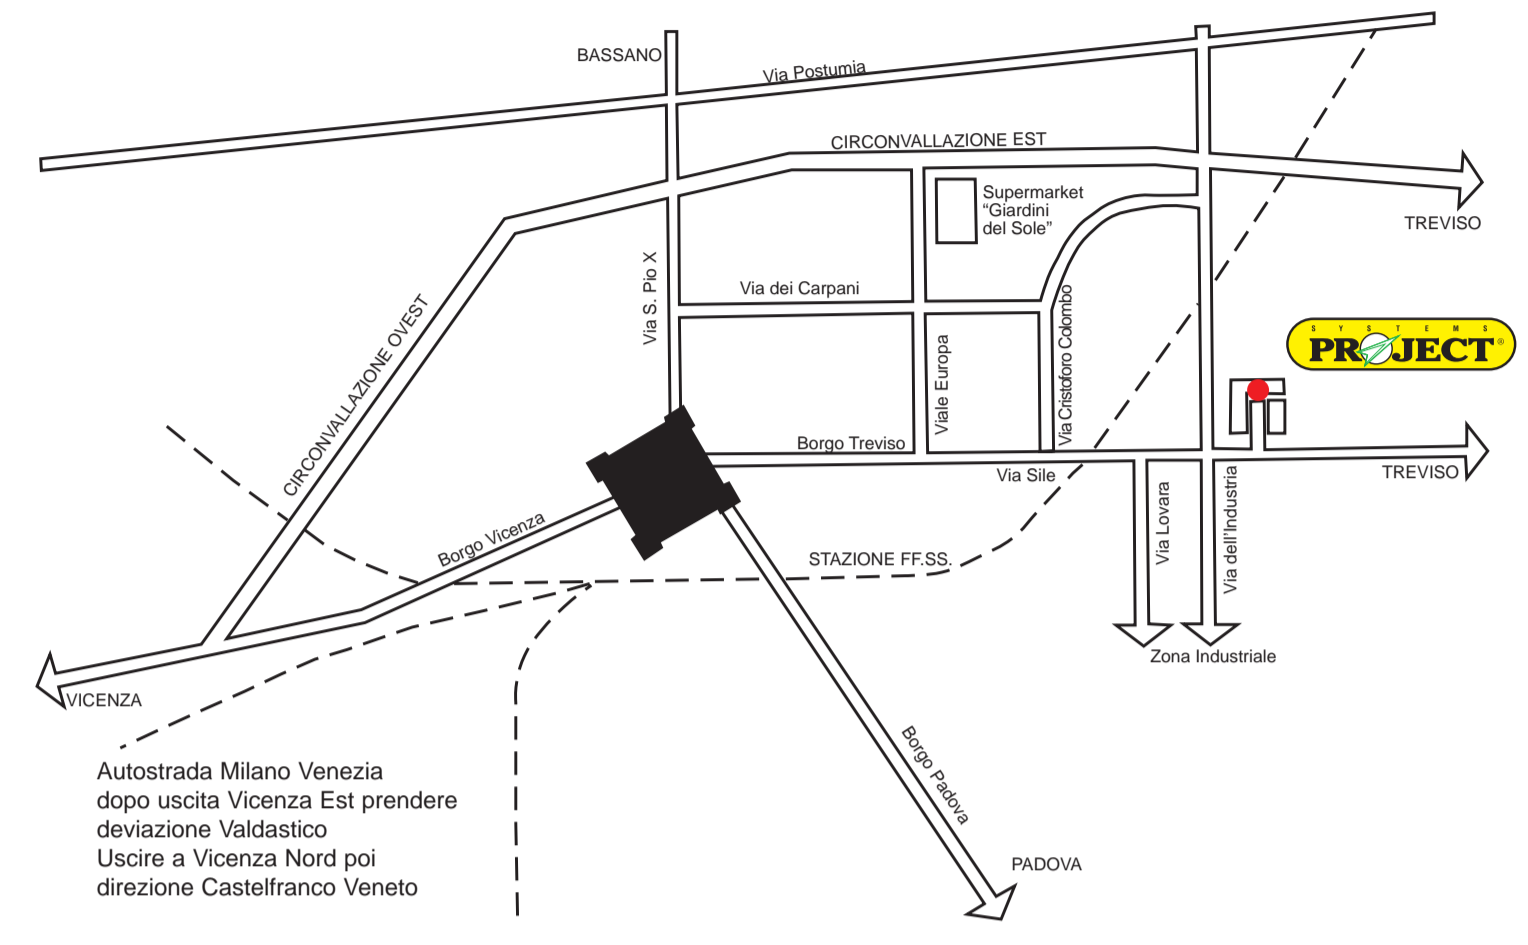 BASSANO
Via Postumia
CIRCONVALLAZIONE EST
Supermarket
“Giardini
del Sole”
TREVISO
Via S. Pio X
Via dei Carpani
CIRCONVALLAZIONE OVEST
Viale Europa
Via Cristoforo Colombo
SYSTEMS
PROJECT®
Borgo Treviso
Via Sile
TREVISO
Via Lovara
Via dell'Industria
Borgo Vicenza
STAZIONE FF.SS.
Zona Industriale
VICENZA
Borgo Padova
PADOVA
Autostrada Milano Venezia
dopo uscita Vicenza Est prendere
deviazione Valdastico
Uscire a Vicenza Nord poi
direzione Castelfranco Veneto